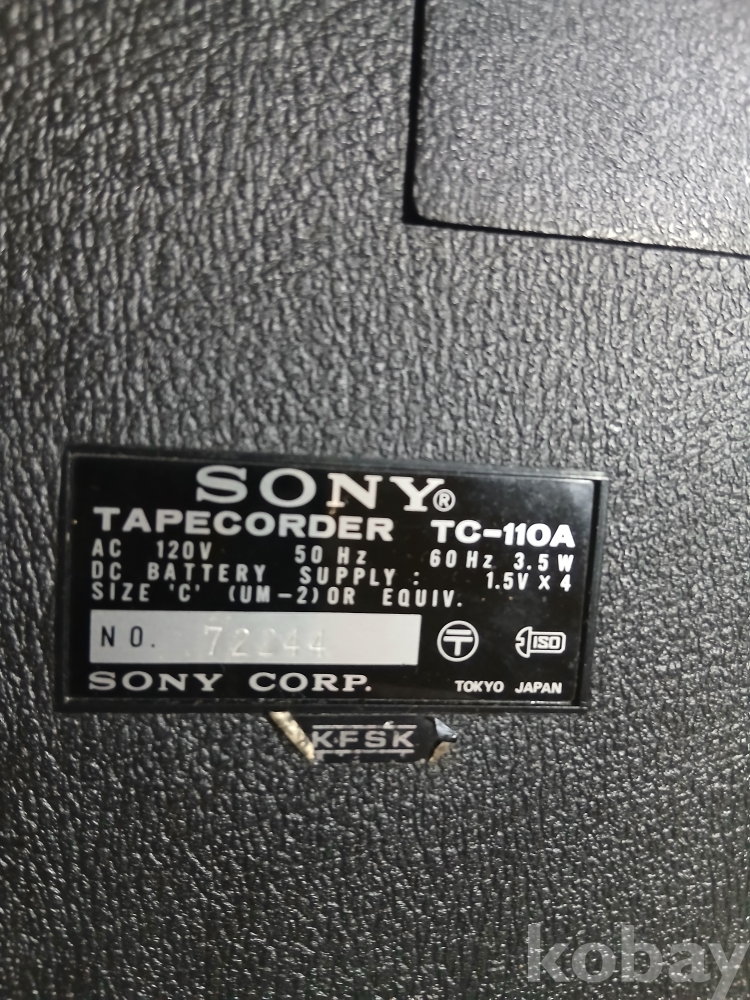 SONY®
TAPECORDER TC-110A
AC 120V 50 Hz 60 Hz 3.5 W
DC BATTERY SUPPLY : 1.5V x 4
SIZE 'C' (UM-2) OR EQUIV.
NO.
ISO
SONY CORP. TOKYO JAPAN
KFSK
kobay